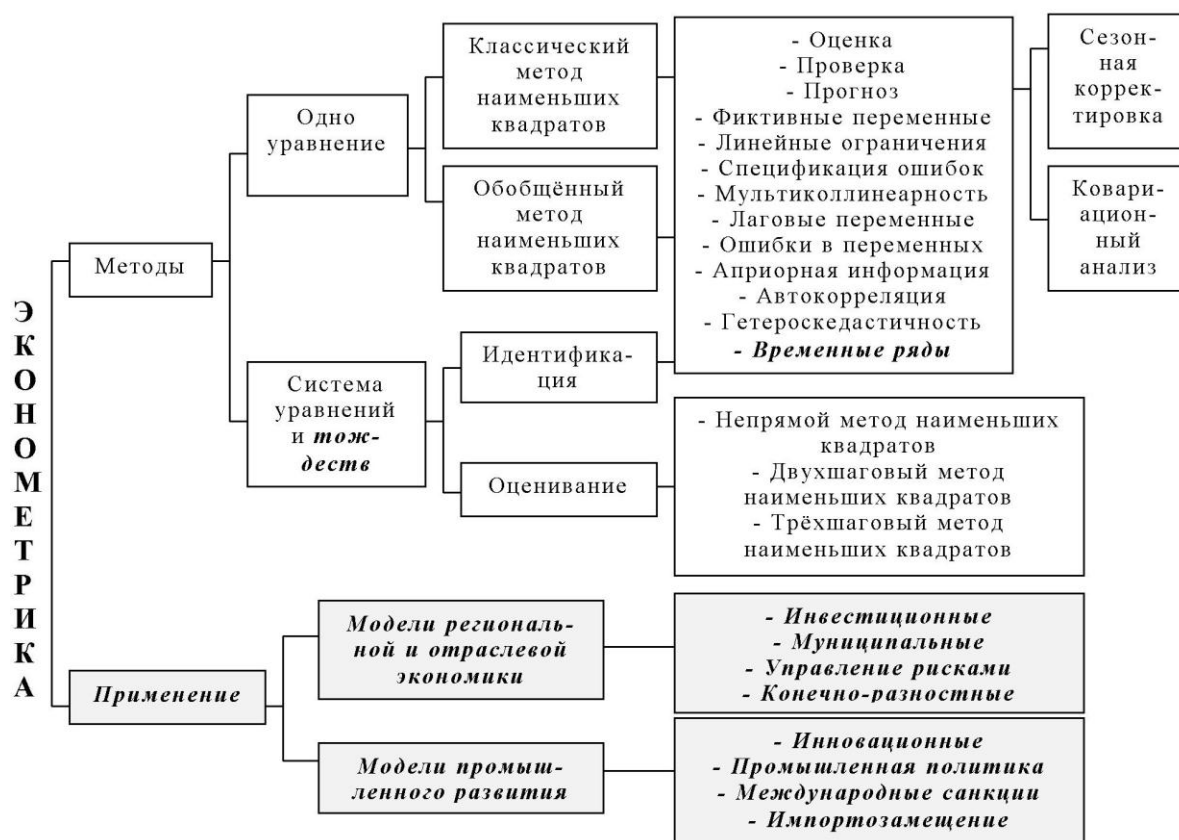 ЭКОНОМЕТРИКА
Методы
Одно
уравнение
Классический
метод
наименьших
квадратов
Обобщённый
метод
наименьших
квадратов
- Оценка
- Проверка
- Прогноз
- Фиктивные переменные
- Линейные ограничения
- Спецификация ошибок
- Мультиколлинеарность
- Лаговые переменные
- Ошибки в переменных
- Априорная информация
- Автокорреляция
- Гетероскедастичность
- Временные ряды
Сезон-
ная
коррек-
тировка
Ковари-
ацион-
ный
анализ
Система
уравнений
и тож-
деств
Идентифика-
ция
Оценивание
- Непрямой метод наименьших
квадратов
- Двухшаговый метод
наименьших квадратов
- Трёхшаговый метод
наименьших квадратов
Применение
Модели региональ-
ной и отраслевой
экономики
- Инвестиционные
- Муниципальные
- Управление рисками
- Конечно-разностные
Модели промыш-
ленного развития
- Инновационные
- Промышленная политика
- Международные санкции
- Импортозамещение